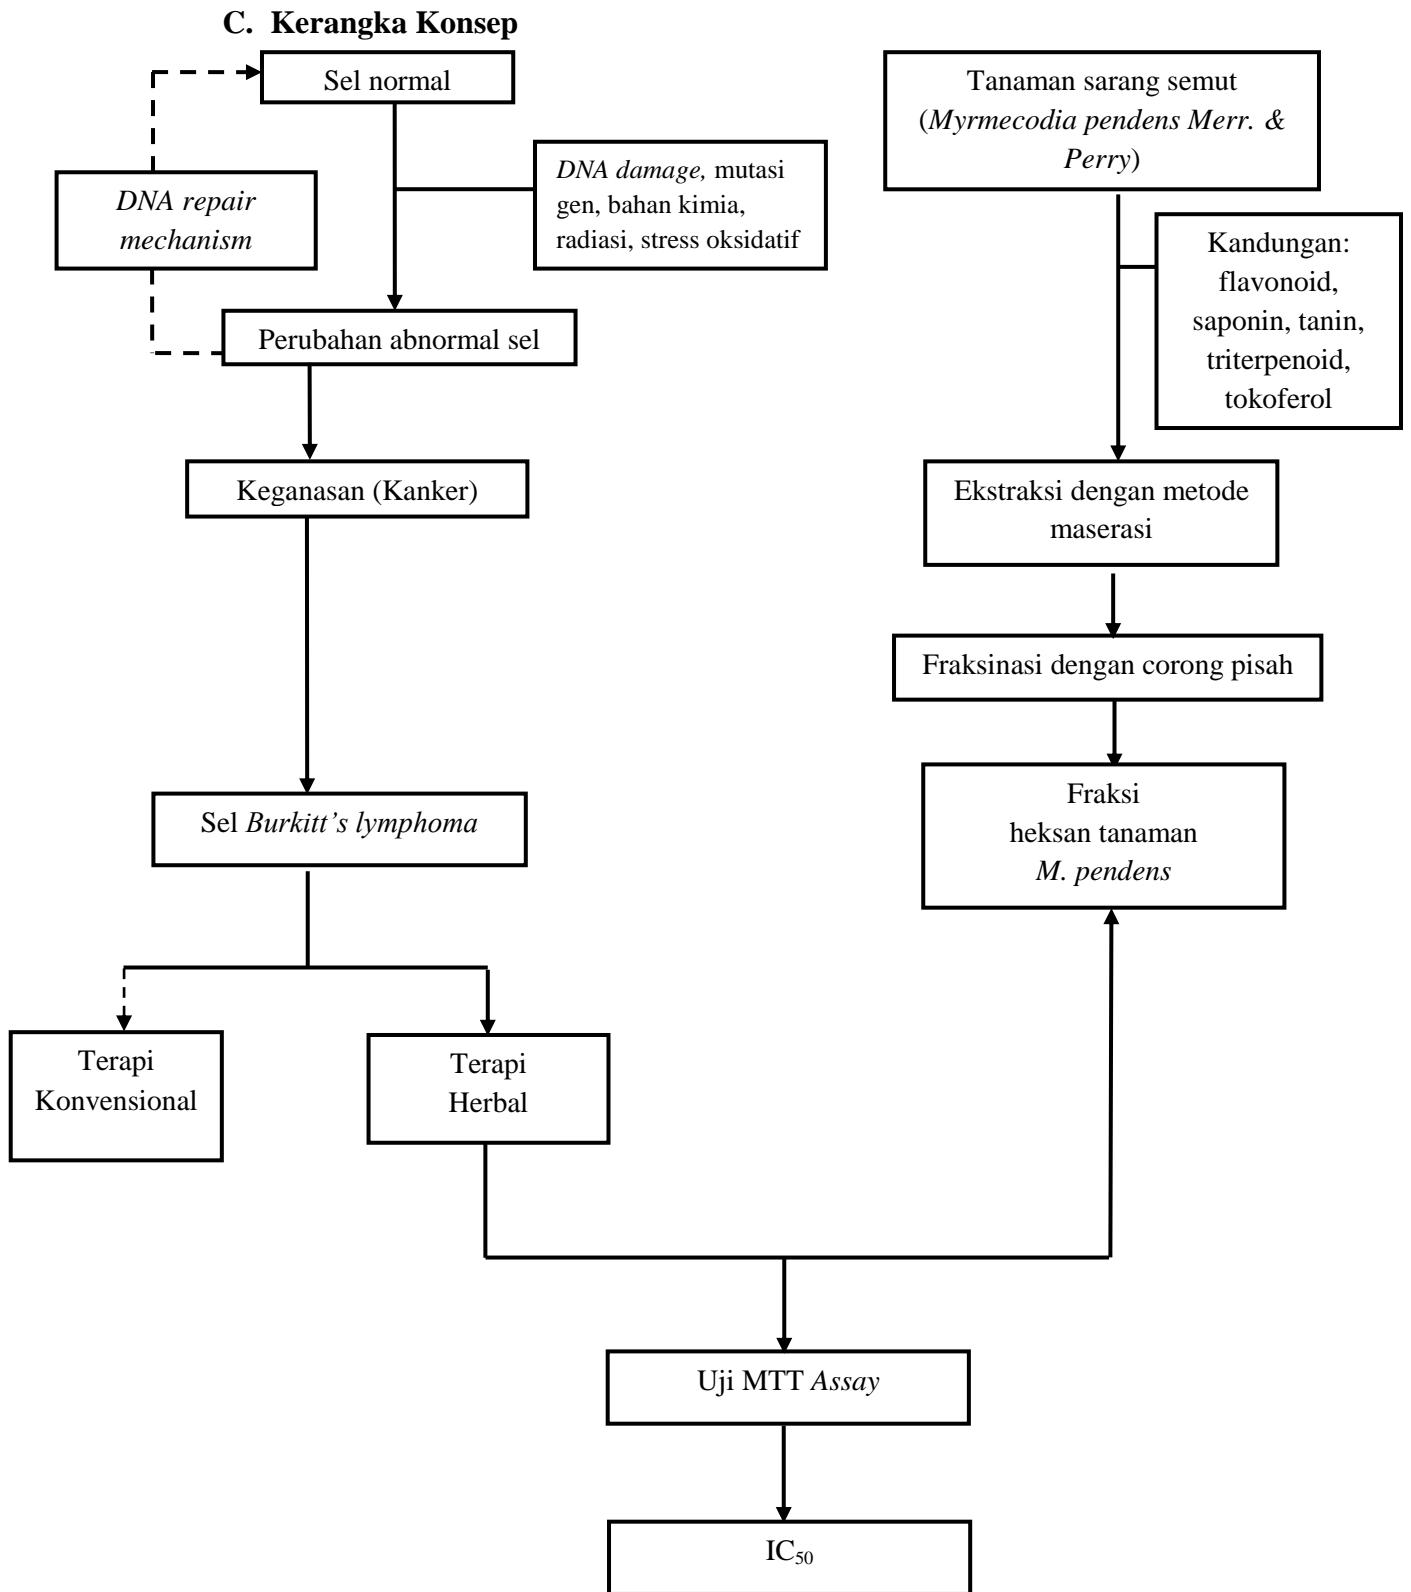 C. Kerangka Konsep
Sel normal
DNA repair
mechanism
DNA damage, mutasi
gen, bahan kimia,
radiasi, stress oksidatif
Perubahan abnormal sel
Keganasan (Kanker)
Sel Burkitt’s lymphoma
Terapi
Konvensional
Terapi
Herbal
Tanaman sarang semut
(Myrmecodia pendens Merr. &
Perry)
Kandungan:
flavonoid,
saponin, tanin,
triterpenoid,
tokoferol
Ekstraksi dengan metode
maserasi
Fraksinasi dengan corong pisah
Fraksi
heksan tanaman
M. pendens
Uji MTT Assay
IC₅₀